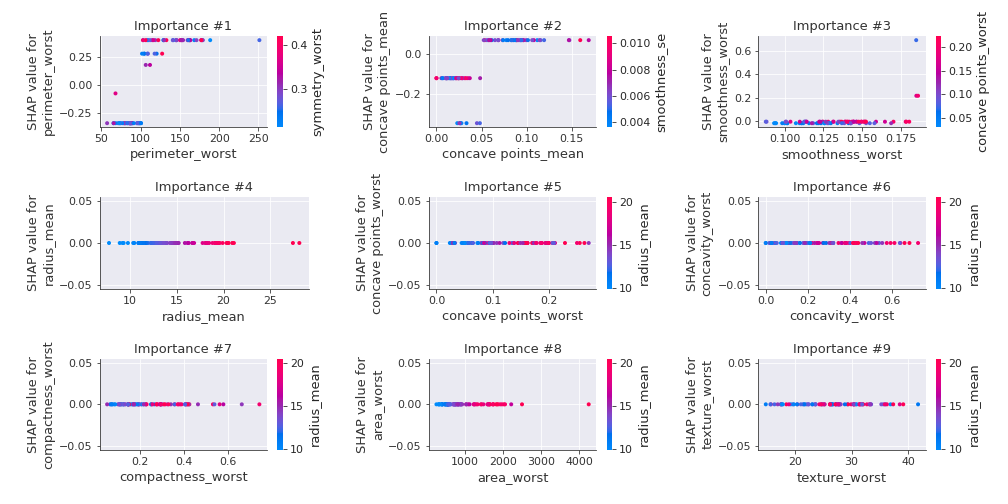 Importance #1
SHAP value for
perimeter_worst
0.25
0.00
−0.25
50
100
150
200
250
perimeter_worst
0.4
0.3
symmetry_worst
Importance #2
SHAP value for
concave points_mean
0.0
−0.2
0.00
0.05
0.10
0.15
concave points_mean
0.010
0.008
0.006
0.004
smoothness_se
Importance #3
SHAP value for
smoothness_worst
0.6
0.4
0.2
0.0
0.100
0.125
0.150
0.175
smoothness_worst
0.20
0.15
0.10
0.05
concave points_worst
Importance #4
SHAP value for
radius_mean
0.05
0.00
−0.05
10
15
20
25
radius_mean
Importance #5
SHAP value for
concave points_worst
0.05
0.00
−0.05
0.0
0.1
0.2
concave points_worst
20
15
10
radius_mean
Importance #6
SHAP value for
concavity_worst
0.05
0.00
−0.05
0.0
0.2
0.4
0.6
concavity_worst
20
15
10
radius_mean
Importance #7
SHAP value for
compactness_worst
0.05
0.00
−0.05
0.2
0.4
0.6
compactness_worst
20
15
10
radius_mean
Importance #8
SHAP value for
area_worst
0.05
0.00
−0.05
1000
2000
3000
4000
area_worst
20
15
10
radius_mean
Importance #9
SHAP value for
texture_worst
0.05
0.00
−0.05
20
30
40
texture_worst
20
15
10
radius_mean